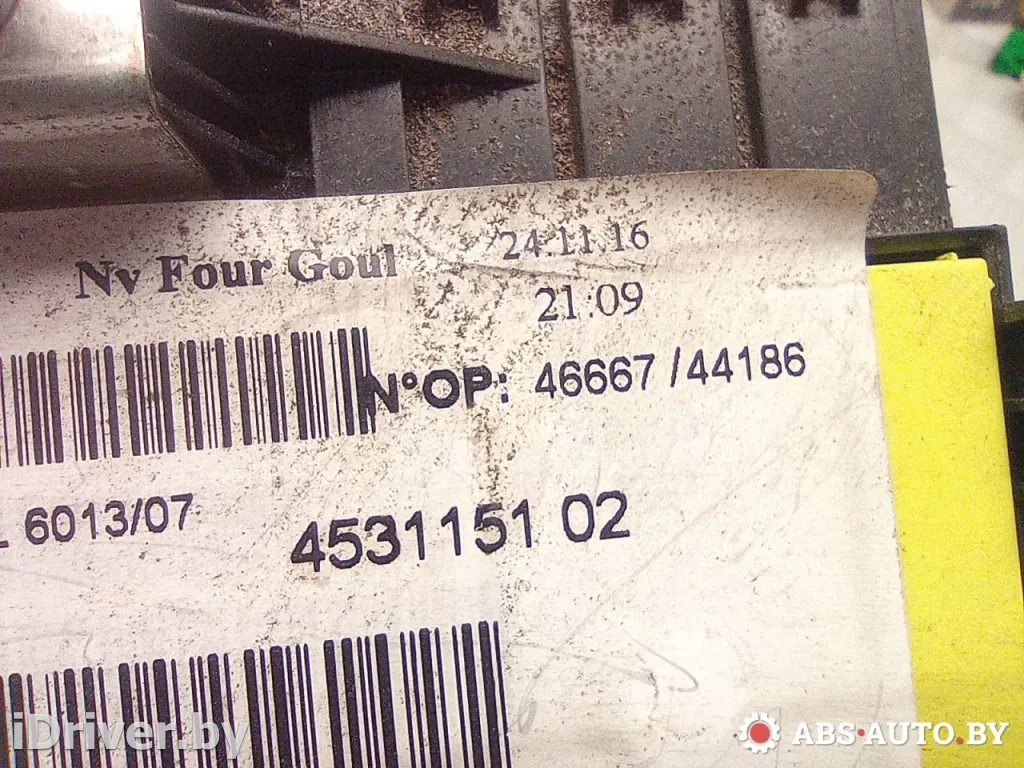 Nv Four Goul 24.11.16
21:09
N°OP: 46667 / 44186
6013/07
4531151 02
iDriver.by
ABS-AUTO.BY